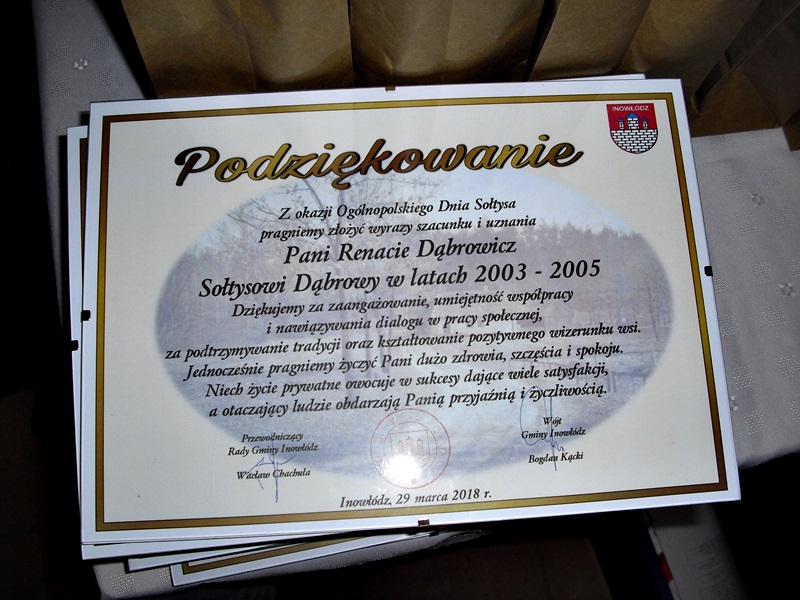 INOWŁÓDZ
Podziękowanie
Z okazji Ogólnopolskiego Dnia Sołtysa
pragniemy złożyć wyrazy szacunku i uznania
Pani Renacie Dąbrowicz
Sołtysowi Dąbrowy w latach 2003 - 2005
Dziękujemy za zaangażowanie, umiejętność współpracy
i nawiązywania dialogu w pracy społecznej,
za podtrzymywanie tradycji oraz kształtowanie pozytywnego wizerunku wsi.
Jednocześnie pragniemy życzyć Pani dużo zdrowia, szczęścia i spokoju.
Niech życie prywatne owocuje w sukcesy dające wiele satysfakcji,
a otaczający ludzie obdarzają Panią przyjaźnią i życzliwością.
Przewodniczący
Rady Gminy Inowłódz
Wacław Chachuła
Wójt
Gminy Inowłódz
Bogdan Kącki
Inowłódz, 29 marca 2018 r.